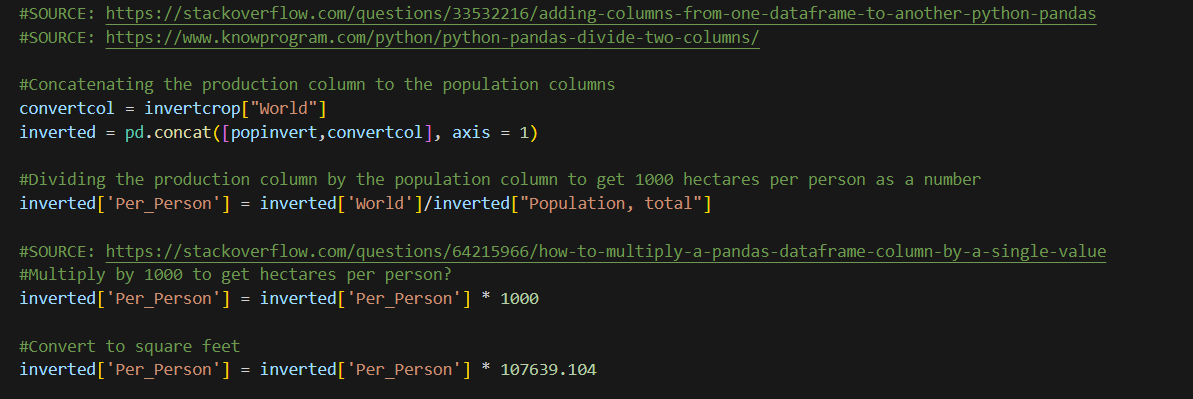 #SOURCE: https://stackoverflow.com/questions/33532216/adding-columns-from-one-dataframe-to-another-python-pandas
#SOURCE: https://www.knowprogram.com/python/python-pandas-divide-two-columns/
#Concatenating the production column to the population columns
convertcol = invertcrop["World"]
inverted = pd.concat([popinvert,convertcol], axis = 1)
#Dividing the production column by the population column to get 1000 hectares per person as a number
inverted['Per_Person'] = inverted['World']/inverted["Population, total"]
#SOURCE: https://stackoverflow.com/questions/64215966/how-to-multiply-a-pandas-dataframe-column-by-a-single-value
#Multiply by 1000 to get hectares per person?
inverted['Per_Person'] = inverted['Per_Person'] * 1000
#Convert to square feet
inverted['Per_Person'] = inverted['Per_Person'] * 107639.104